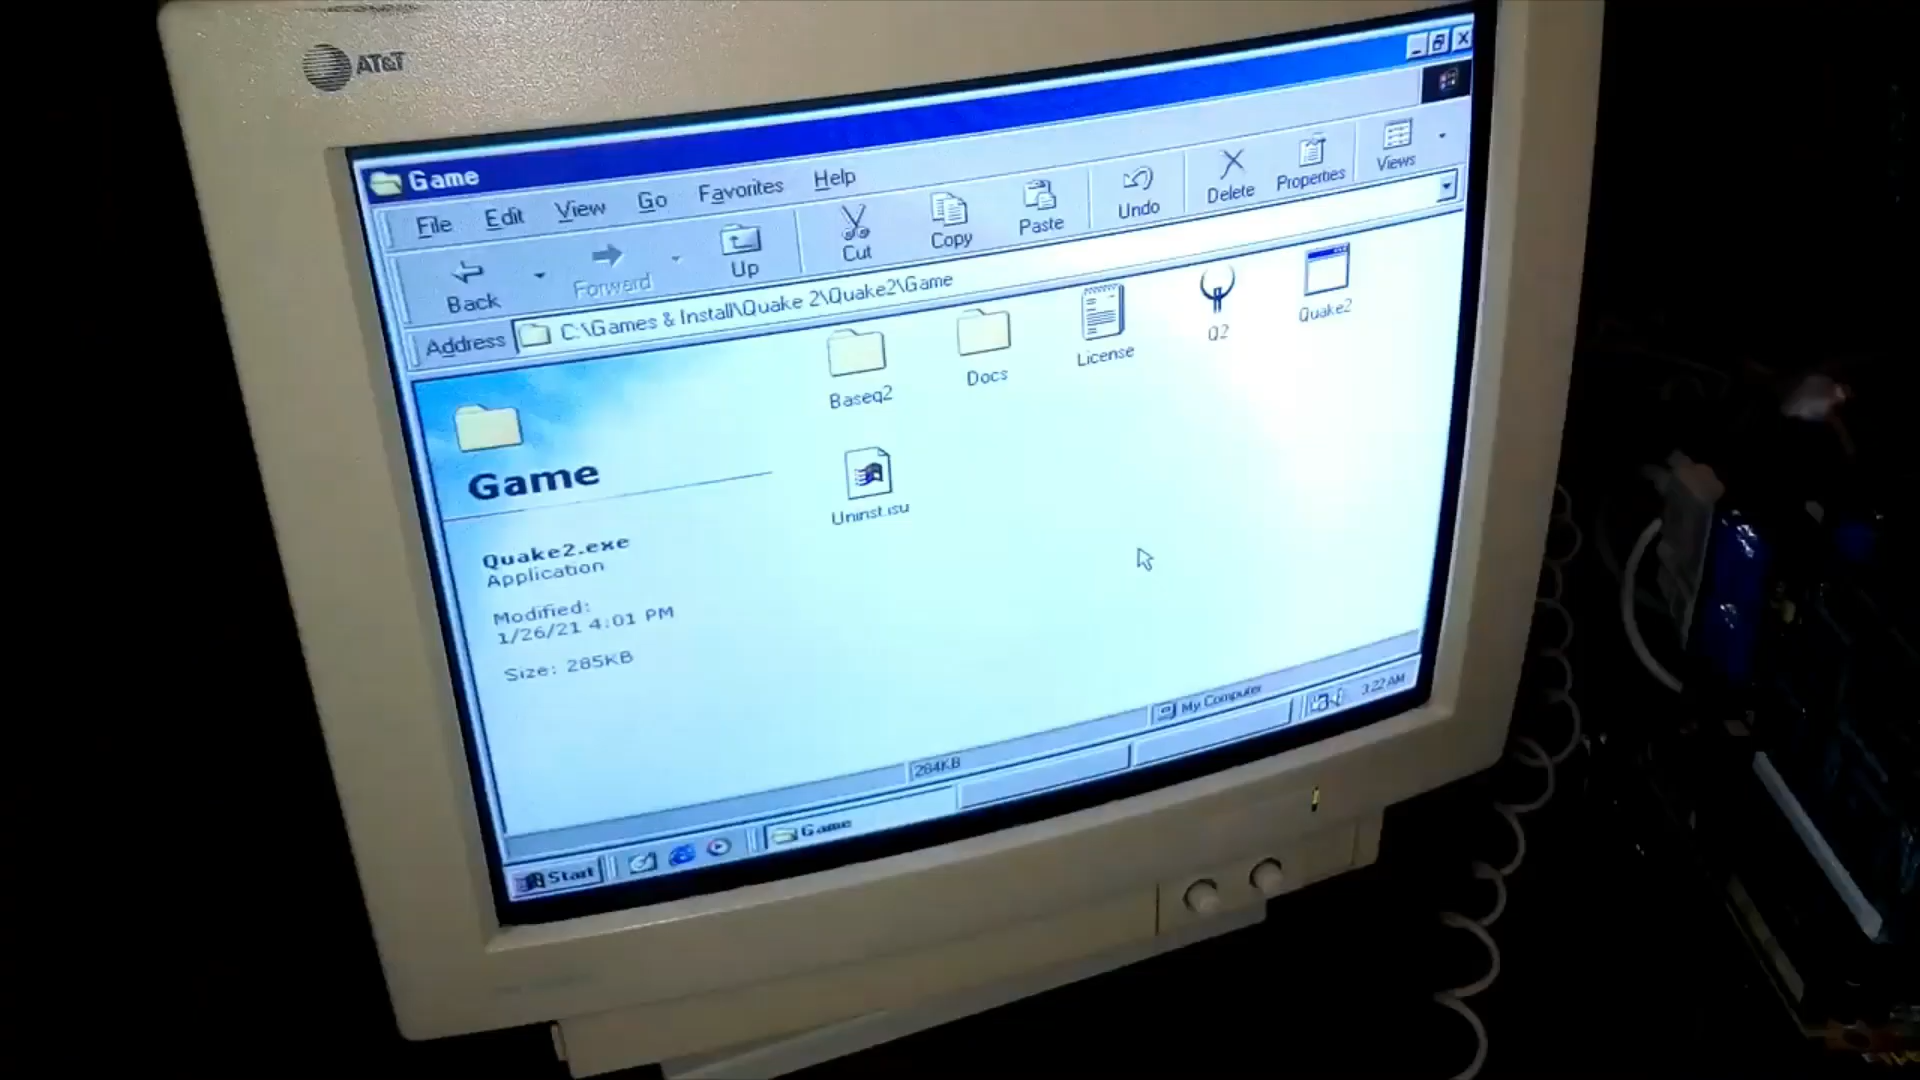 AT&T
Game
File Edit View Go Favorites Help
Back Forward Up Cut Copy Paste Undo Delete Properties Views
Address C:\Games & Install\Quake 2\Quake2\Game
Baseq2 Docs License Q2 Quake2
Uninst.isu
Game
Quake2.exe
Application
Modified:
1/26/21 4:01 PM
Size: 285KB
284KB My Computer
Start Game 3:22 AM